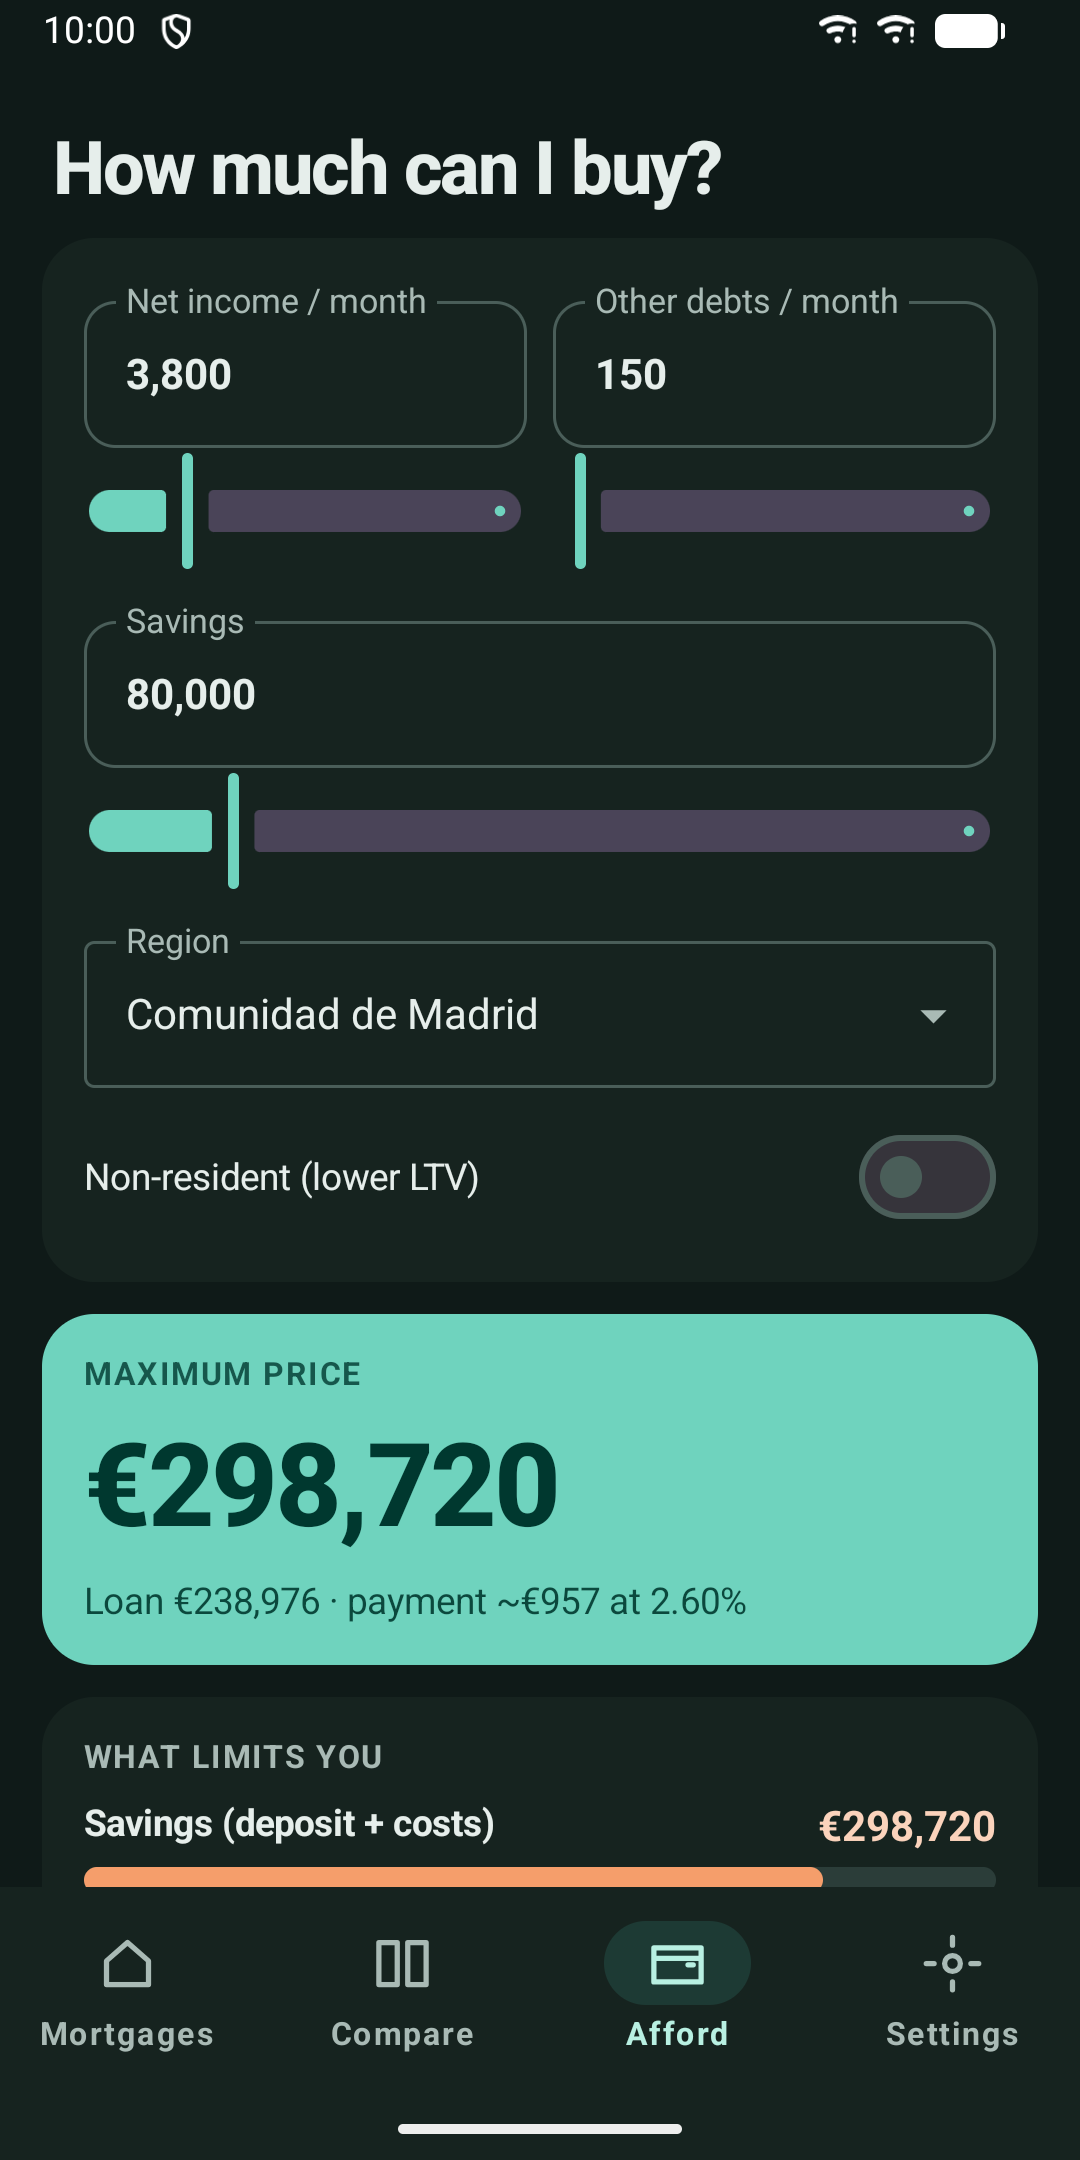 10:00
How much can I buy?
Net income / month
Other debts / month
3,800
150
Savings
80,000
Region
Comunidad de Madrid
Non-resident (lower LTV)
MAXIMUM PRICE
€298,720
Loan €238,976 · payment ~€957 at 2.60%
WHAT LIMITS YOU
Savings (deposit + costs)
€298,720
Mortgages
Compare
Afford
Settings